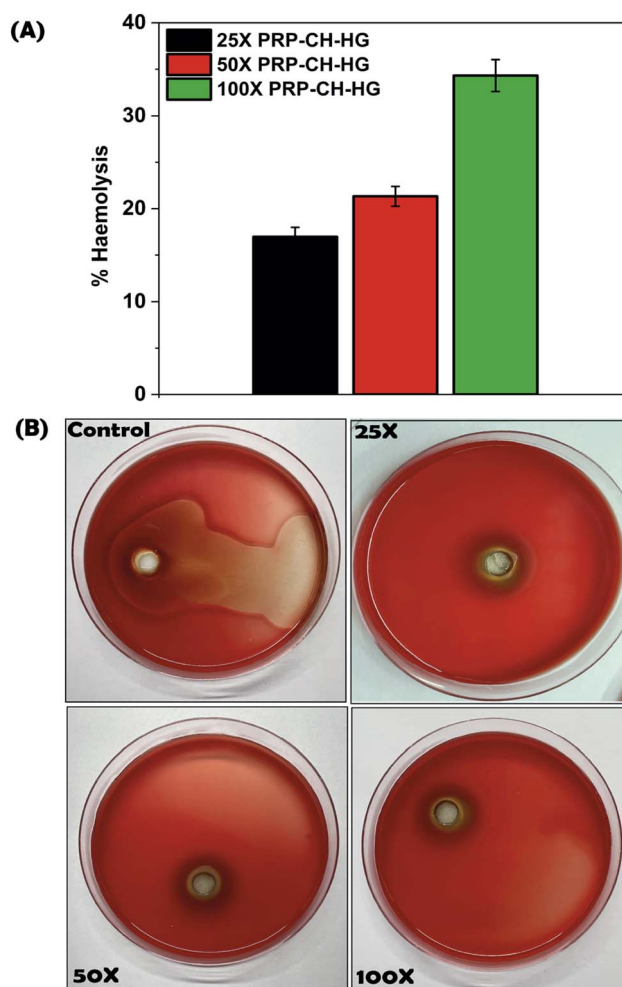 (A)
40
30
20
10
0
% Haemolysis
25X PRP-CH-HG
50X PRP-CH-HG
100X PRP-CH-HG
(B)
Control
25X
50X
100X